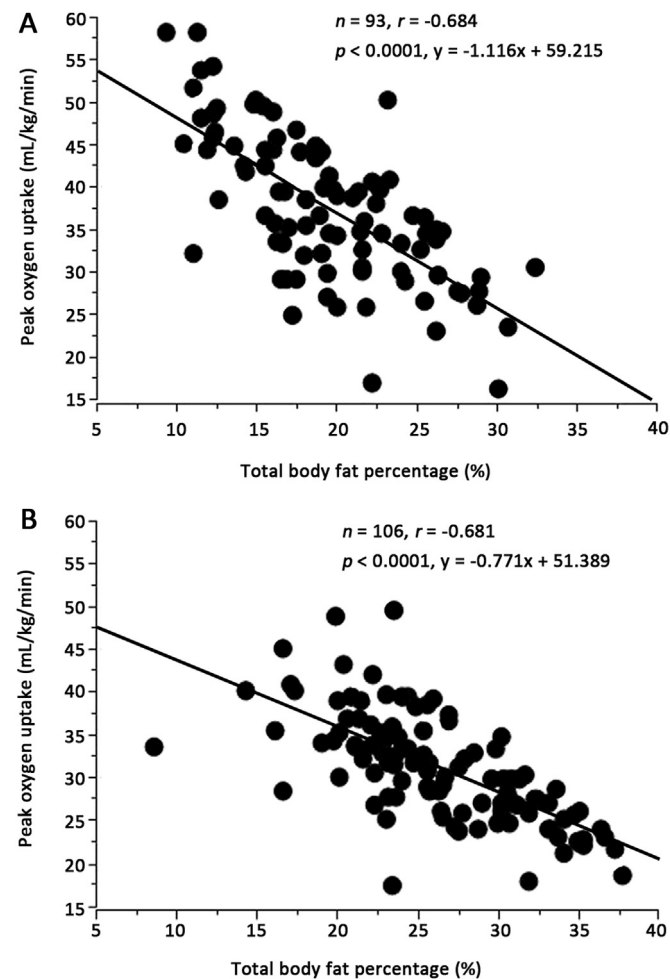 A
n = 93, r = -0.684
p < 0.0001, y = -1.116x + 59.215
Peak oxygen uptake (mL/kg/min)
60
55
50
45
40
35
30
25
20
15
5 10 15 20 25 30 35 40
Total body fat percentage (%)
B
n = 106, r = -0.681
p < 0.0001, y = -0.771x + 51.389
Peak oxygen uptake (mL/kg/min)
60
55
50
45
40
35
30
25
20
15
5 10 15 20 25 30 35 40
Total body fat percentage (%)